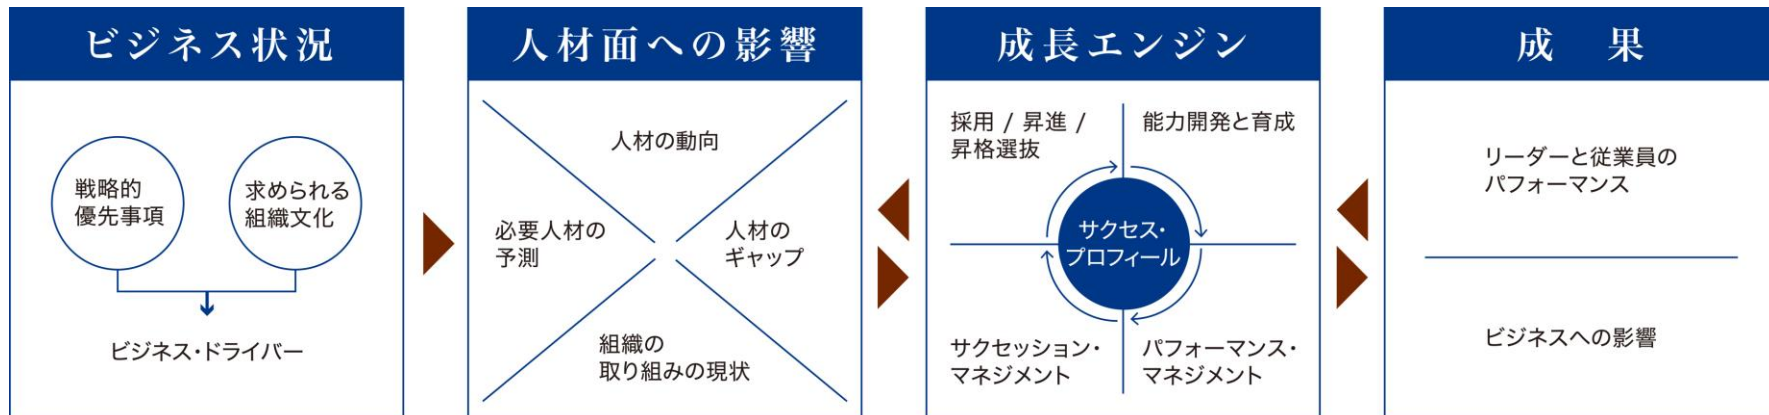 ビジネス状況
戦略的
優先事項
求められる
組織文化
ビジネス・ドライバー
人材面への影響
人材の動向
必要人材の
予測
人材の
ギャップ
組織の
取り組みの現状
成長エンジン
採用 / 昇進 /
昇格選抜
能力開発と育成
サクセス・
プロフィール
サクセッション・
マネジメント
パフォーマンス・
マネジメント
成　果
リーダーと従業員の
パフォーマンス
ビジネスへの影響